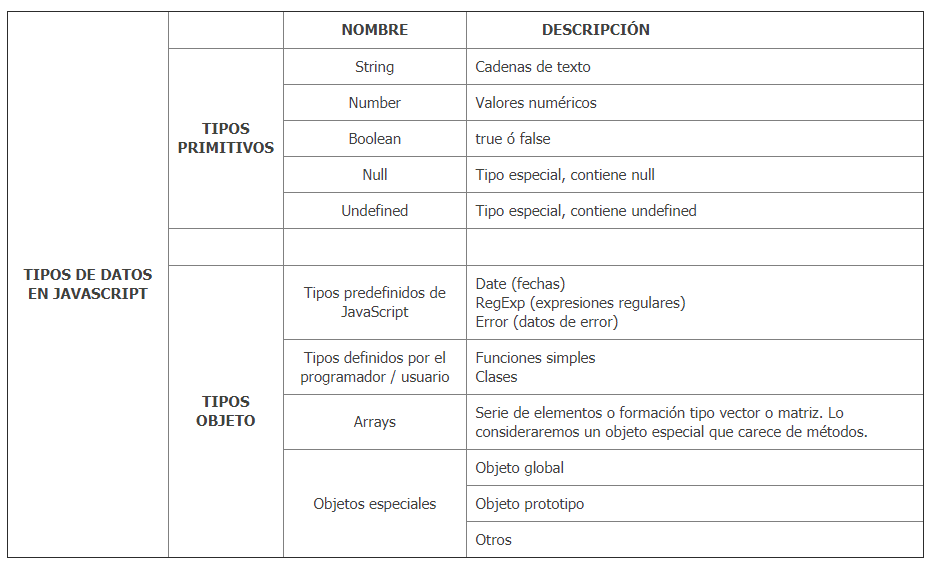 NOMBRE
DESCRIPCIÓN
TIPOS DE DATOS
EN JAVASCRIPT
TIPOS
PRIMITIVOS
String
Cadenas de texto
Number
Valores numéricos
Boolean
true ó false
Null
Tipo especial, contiene null
Undefined
Tipo especial, contiene undefined
TIPOS
OBJETO
Tipos predefinidos de
JavaScript
Date (fechas)
RegExp (expresiones regulares)
Error (datos de error)
Tipos definidos por el
programador / usuario
Funciones simples
Clases
Arrays
Serie de elementos o formación tipo vector o matriz. Lo
consideraremos un objeto especial que carece de métodos.
Objetos especiales
Objeto global
Objeto prototipo
Otros